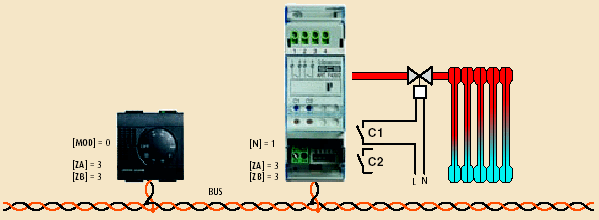 1 2 3 4
[MOD] = 0
[ZA] = 3
[ZB] = 3
[N] = 1
[ZA] = 3
[ZB] = 3
C1
C2
L N
BUS